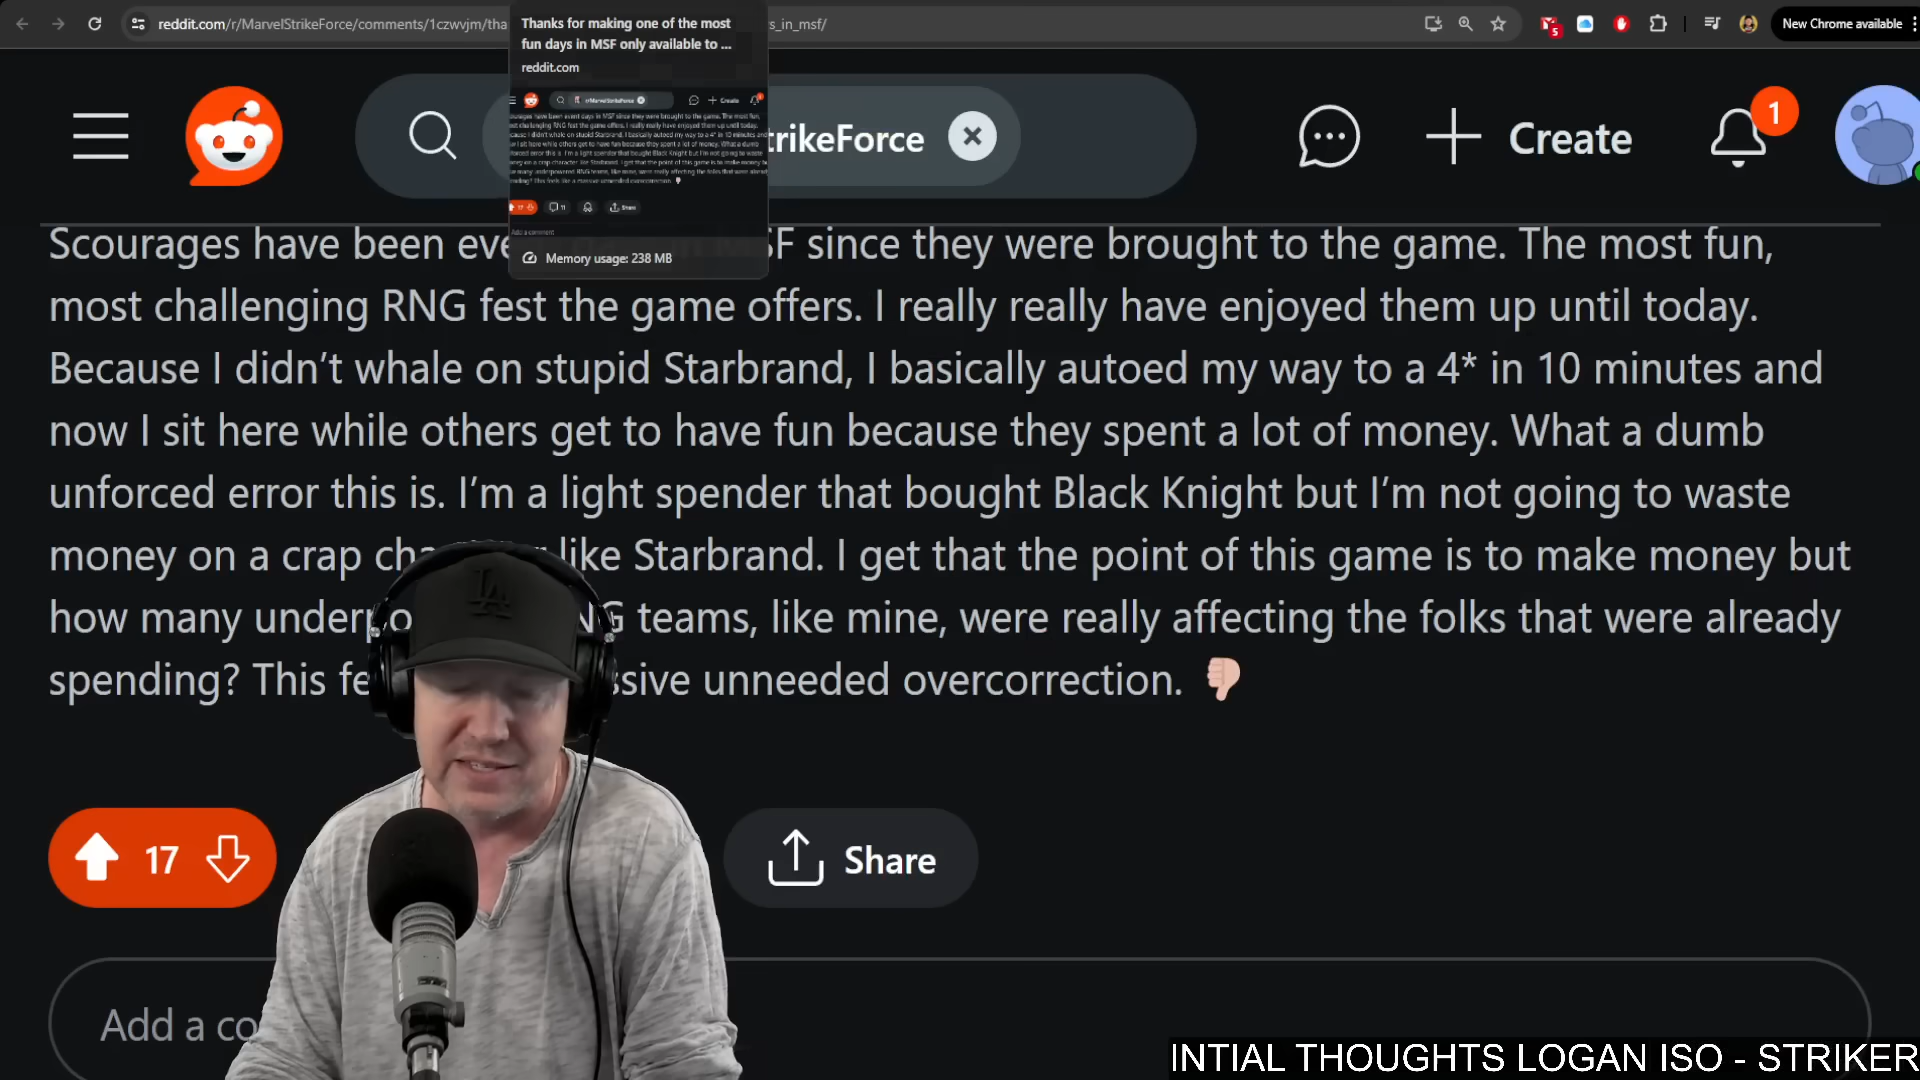 reddit.com/r/MarvelStrikeForce/comments/1czwvjm/tha
rs_in_msf/
New Chrome available
5
Thanks for making one of the most
fun days in MSF only available to ...
reddit.com
Memory usage: 238 MB
trikeForce
Create
1
Scourages have been eve
SF since they were brought to the game. The most fun,
most challenging RNG fest the game offers. I really really have enjoyed them up until today.
Because I didn’t whale on stupid Starbrand, I basically autoed my way to a 4* in 10 minutes and
now I sit here while others get to have fun because they spent a lot of money. What a dumb
unforced error this is. I’m a light spender that bought Black Knight but I’m not going to waste
money on a crap cha r like Starbrand. I get that the point of this game is to make money but
how many underpo NG teams, like mine, were really affecting the folks that were already
spending? This fe ssive unneeded overcorrection. 👎
17
Share
Add a co
LA
INTIAL THOUGHTS LOGAN ISO - STRIKER